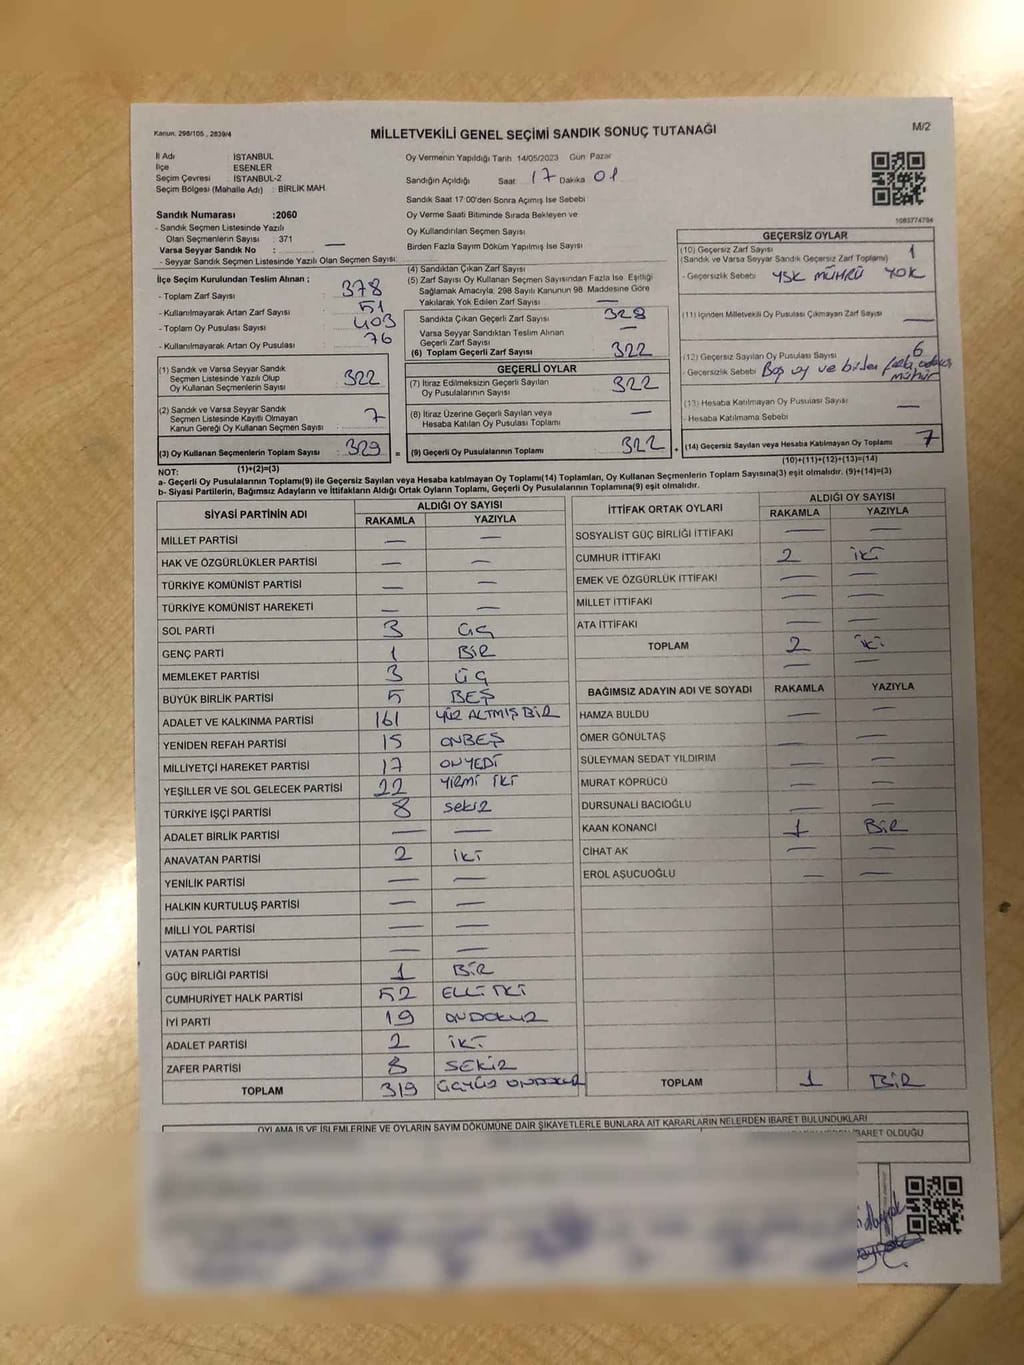 Kanun. 298/105 , 2839/4
MİLLETVEKİLİ GENEL SEÇİMİ SANDIK SONUÇ TUTANAĞI
M/2
İl Adı : İSTANBUL
İlçe : ESENLER
Seçim Çevresi : İSTANBUL-2
Seçim Bölgesi (Mahalle Adı) : BİRLİK MAH.
Oy Vermenin Yapıldığı Tarih 14/05/2023 Gün Pazar
Sandığın Açıldığı Saat 17 Dakika 01
Sandık Saat 17:00'den Sonra Açımış İse Sebebi
Oy Verme Saati Bitiminde Sırada Bekleyen ve
Oy Kullandırılan Seçmen Sayısı
Birden Fazla Sayım Döküm Yapılmış İse Sayısı
1083774794
Sandık Numarası :2060
- Sandık Seçmen Listesinde Yazılı
Olan Seçmenlerin Sayısı : 371
Varsa Seyyar Sandık No : —
- Seyyar Sandık Seçmen Listesinde Yazılı Olan Seçmen Sayısı:
İlçe Seçim Kurulundan Teslim Alınan ;
- Toplam Zarf Sayısı : 378
- Kullanılmayarak Artan Zarf Sayısı : 51
- Toplam Oy Pusulası Sayısı : 403
- Kullanılmayarak Artan Oy Pusulası : 76
(1) Sandık ve Varsa Seyyar Sandık
Seçmen Listesinde Yazılı Olup
Oy Kullanan Seçmenlerin Sayısı : 322
(2) Sandık ve Varsa Seyyar Sandık
Seçmen Listesinde Kayıtlı Olmayan
Kanun Gereği Oy Kullanan Seçmen Sayısı : 7
(3) Oy Kullanan Seçmenlerin Toplam Sayısı : 329
(1)+(2)=(3)
(4) Sandıktan Çıkan Zarf Sayısı
(5) Zarf Sayısı Oy Kullanan Seçmen Sayısından Fazla İse, Eşitliği
Sağlamak Amacıyla, 298 Sayılı Kanunun 98. Maddesine Göre
Yakılarak Yok Edilen Zarf Sayısı —
Sandıkta Çıkan Geçerli Zarf Sayısı : 328
Varsa Seyyar Sandıktan Teslim Alınan
Geçerli Zarf Sayısı : —
(6) Toplam Geçerli Zarf Sayısı : 322
GEÇERLİ OYLAR
(7) İtiraz Edilmeksizin Geçerli Sayılan
Oy Pusulalarının Sayısı : 322
(8) İtiraz Üzerine Geçerli Sayılan veya
Hesaba Katılan Oy Pusulası Toplamı : —
= (9) Geçerli Oy Pusulalarının Toplamı : 322
GEÇERSİZ OYLAR
(10) Geçersiz Zarf Sayısı 1
(Sandık ve Varsa Seyyar Sandık Geçersiz Zarf Toplamı)
- Geçersizlik Sebebi YSK MÜHRÜ YOK
(11) İçinden Milletvekili Oy Pusulası Çıkmayan Zarf Sayısı —
(12) Geçersiz Sayılan Oy Pusulası Sayısı 6
- Geçersizlik Sebebi Boş oy ve birden fazla mühür
(13) Hesaba Katılmayan Oy Pusulası Sayısı —
- Hesaba Katılmama Sebebi
+ (14) Geçersiz Sayılan veya Hesaba Katılmayan Oy Toplamı 7
(10)+(11)+(12)+(13)=(14)
NOT:
a- Geçerli Oy Pusulalarının Toplamı(9) ile Geçersiz Sayılan veya Hesaba katılmayan Oy Toplamı(14) Toplamları, Oy Kullanan Seçmenlerin Toplam Sayısına(3) eşit olmalıdır. (9)+(14)=(3)
b- Siyasi Partilerin, Bağımsız Adayların ve İttifakların Aldığı Ortak Oyların Toplamı, Geçerli Oy Pusulalarının Toplamına(9) eşit olmalıdır.
SİYASİ PARTİNİN ADI ALDIĞI OY SAYISI
RAKAMLA YAZIYLA
MİLLET PARTİSİ — —
HAK VE ÖZGÜRLÜKLER PARTİSİ — —
TÜRKİYE KOMÜNİST PARTİSİ — —
TÜRKİYE KOMÜNİST HAREKETİ — —
SOL PARTİ 3 ÜÇ
GENÇ PARTİ 1 BİR
MEMLEKET PARTİSİ 3 ÜÇ
BÜYÜK BİRLİK PARTİSİ 5 BEŞ
ADALET VE KALKINMA PARTİSİ 161 YÜZ ALTMIŞ BİR
YENİDEN REFAH PARTİSİ 15 ONBEŞ
MİLLİYETÇİ HAREKET PARTİSİ 17 ONYEDİ
YEŞİLLER VE SOL GELECEK PARTİSİ 22 YİRMİ İKİ
TÜRKİYE İŞÇİ PARTİSİ 8 sekiz
ADALET BİRLİK PARTİSİ — —
ANAVATAN PARTİSİ 2 İKİ
YENİLİK PARTİSİ — —
HALKIN KURTULUŞ PARTİSİ — —
MİLLİ YOL PARTİSİ — —
VATAN PARTİSİ — —
GÜÇ BİRLİĞİ PARTİSİ 1 BİR
CUMHURİYET HALK PARTİSİ 52 ELLİ İKİ
İYİ PARTİ 19 ONDOKUZ
ADALET PARTİSİ 2 İKİ
ZAFER PARTİSİ 8 SEKİZ
TOPLAM 319 ÜÇYÜZ ONDOKUZ
İTTİFAK ORTAK OYLARI ALDIĞI OY SAYISI
RAKAMLA YAZIYLA
SOSYALİST GÜÇ BİRLİĞİ İTTİFAKI — —
CUMHUR İTTİFAKI 2 İKİ
EMEK VE ÖZGÜRLÜK İTTİFAKI — —
MİLLET İTTİFAKI — —
ATA İTTİFAKI — —
TOPLAM 2 İKİ
— —
BAĞIMSIZ ADAYIN ADI VE SOYADI RAKAMLA YAZIYLA
HAMZA BULDU — —
ÖMER GÖNÜLTAŞ — —
SÜLEYMAN SEDAT YILDIRIM — —
MURAT KÖPRÜCÜ — —
DURSUNALİ BACIOĞLU — —
KAAN KONANCI 1 BİR
CİHAT AK — —
EROL AŞUCUOĞLU — —
TOPLAM 1 BİR
OYLAMA İŞ VE İŞLEMLERİNE VE OYLARIN SAYIM DÖKÜMÜNE DAİR ŞİKAYETLERLE BUNLARA AİT KARARLARIN NELERDEN İBARET BULUNDUKLARI
İBARET OLDUĞU